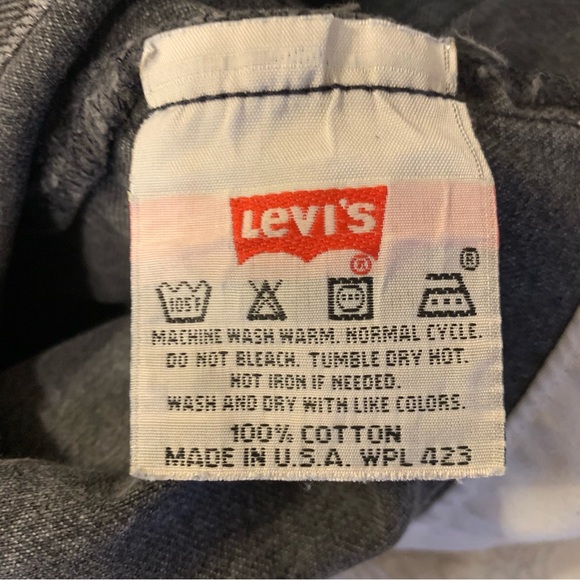 LEVI'S
®
®
105°F
MACHINE WASH WARM. NORMAL CYCLE.
DO NOT BLEACH. TUMBLE DRY HOT.
HOT IRON IF NEEDED.
WASH AND DRY WITH LIKE COLORS.
100% COTTON
MADE IN U.S.A. WPL 423